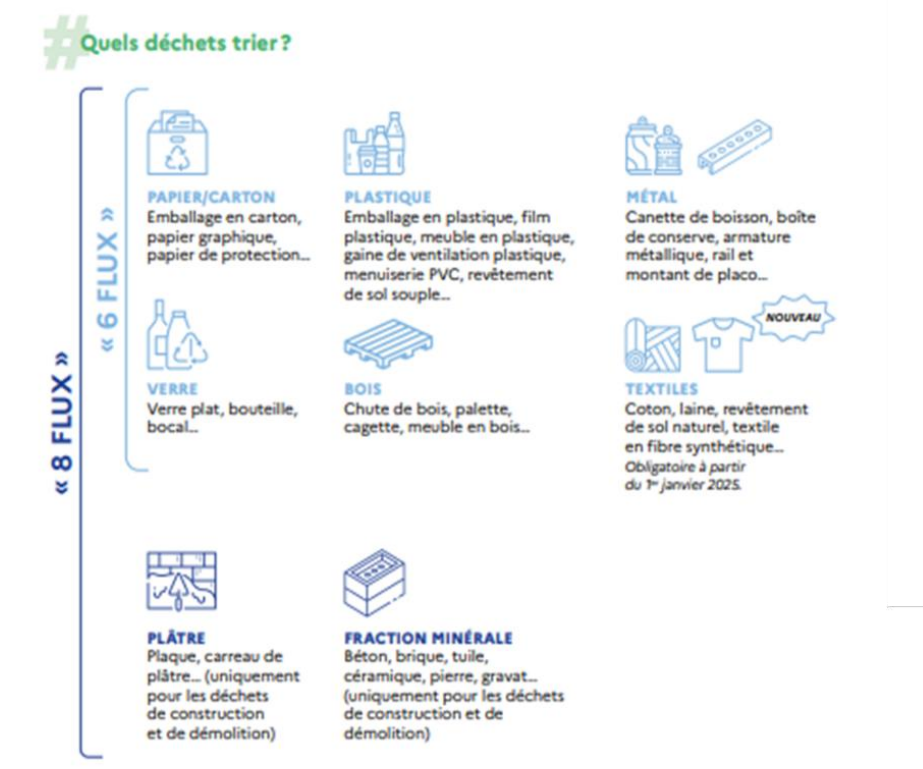 #Quels déchets trier ?
« 8 FLUX »
« 6 FLUX »
PAPIER/CARTON
Emballage en carton,
papier graphique,
papier de protection...
PLASTIQUE
Emballage en plastique, film
plastique, meuble en plastique,
gaine de ventilation plastique,
menuiserie PVC, revêtement
de sol souple...
MÉTAL
Canette de boisson, boîte
de conserve, armature
métallique, rail et
montant de placo...
VERRE
Verre plat, bouteille,
bocal...
BOIS
Chute de bois, palette,
cagette, meuble en bois...
NOUVEAU
TEXTILES
Coton, laine, revêtement
de sol naturel, textile
en fibre synthétique...
Obligatoire à partir
du 1er janvier 2025.
PLÂTRE
Plaque, carreau de
plâtre... (uniquement
pour les déchets
de construction
et de démolition)
FRACTION MINÉRALE
Béton, brique, tuile,
céramique, pierre, gravat...
(uniquement pour les déchets
de construction et de
démolition)